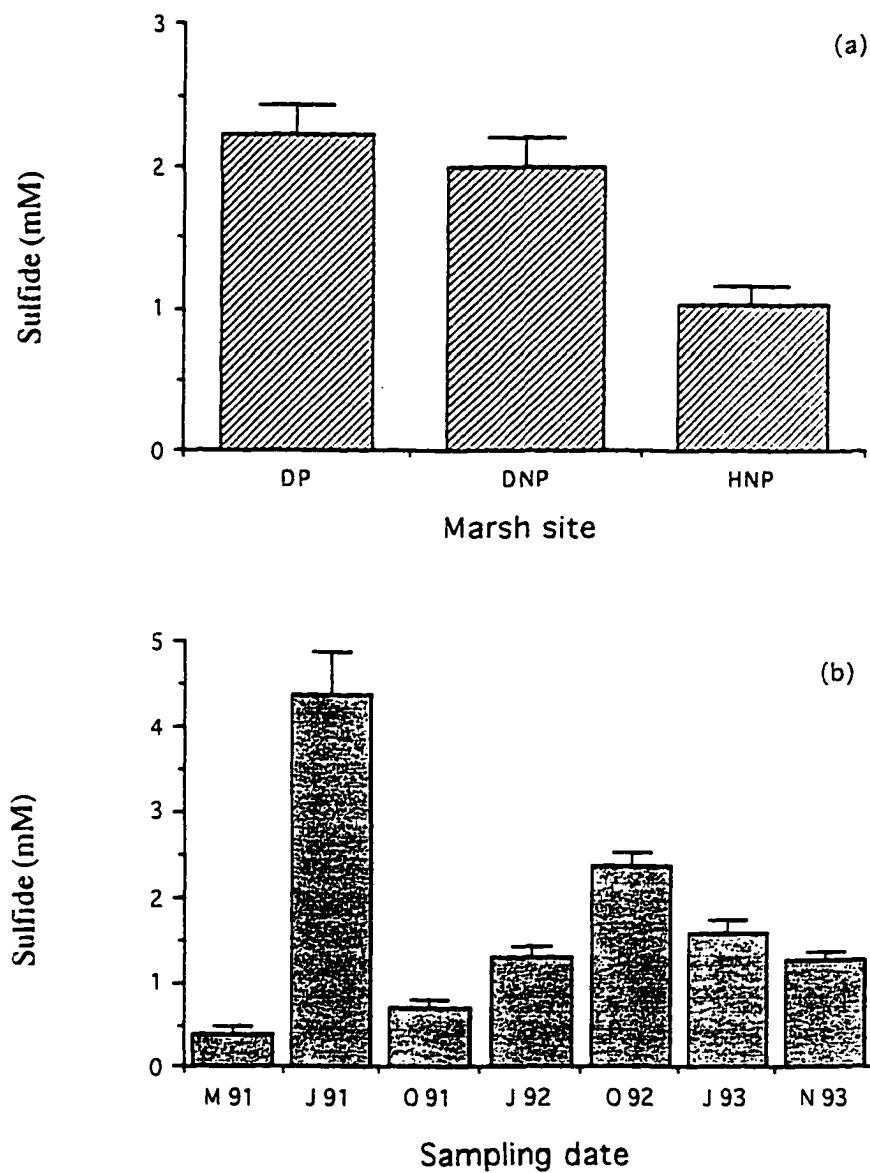 (a)
3
2
1
0
Sulfide (mM)
DP DNP HNP
Marsh site
(b)
5
4
3
2
1
0
Sulfide (mM)
M 91 J 91 O 91 J 92 O 92 J 93 N 93
Sampling date